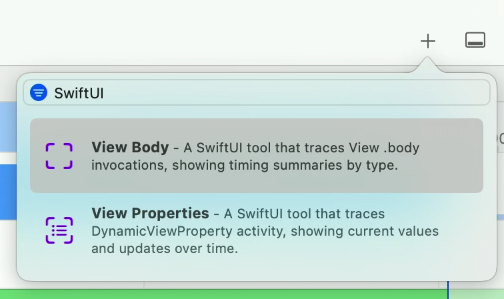 SwiftUI
View Body - A SwiftUI tool that traces View .body
invocations, showing timing summaries by type.
View Properties - A SwiftUI tool that traces
DynamicViewProperty activity, showing current values
and updates over time.